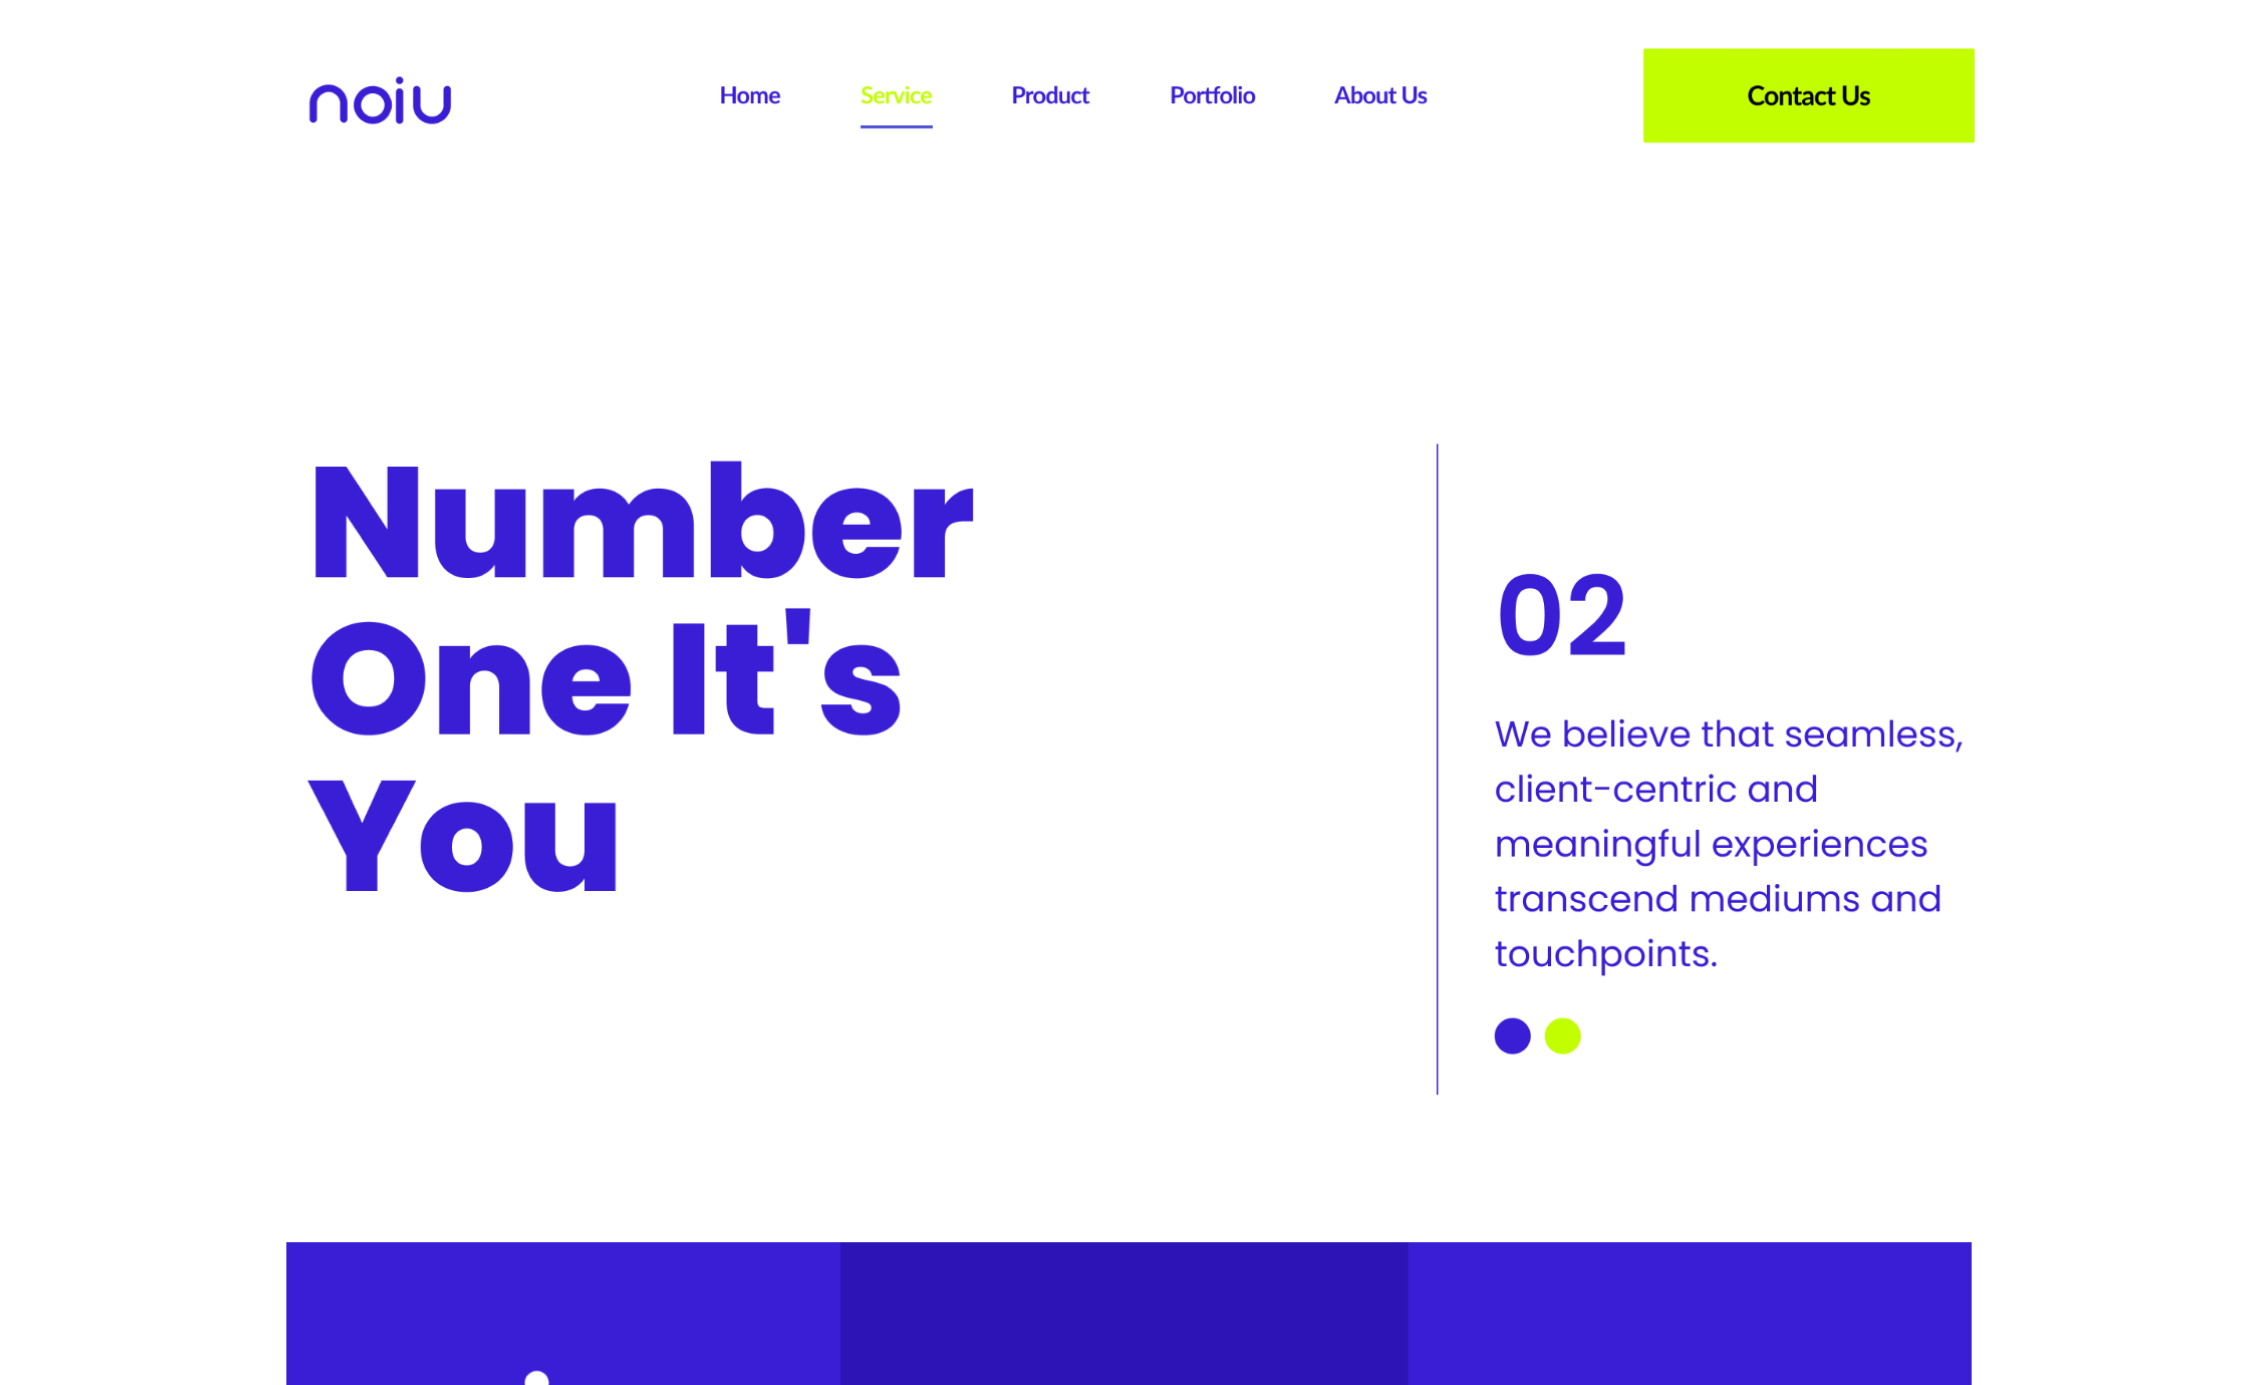 noiu
Home Service Product Portfolio About Us Contact Us
Number
One It's
You
02
We believe that seamless,
client-centric and
meaningful experiences
transcend mediums and
touchpoints.